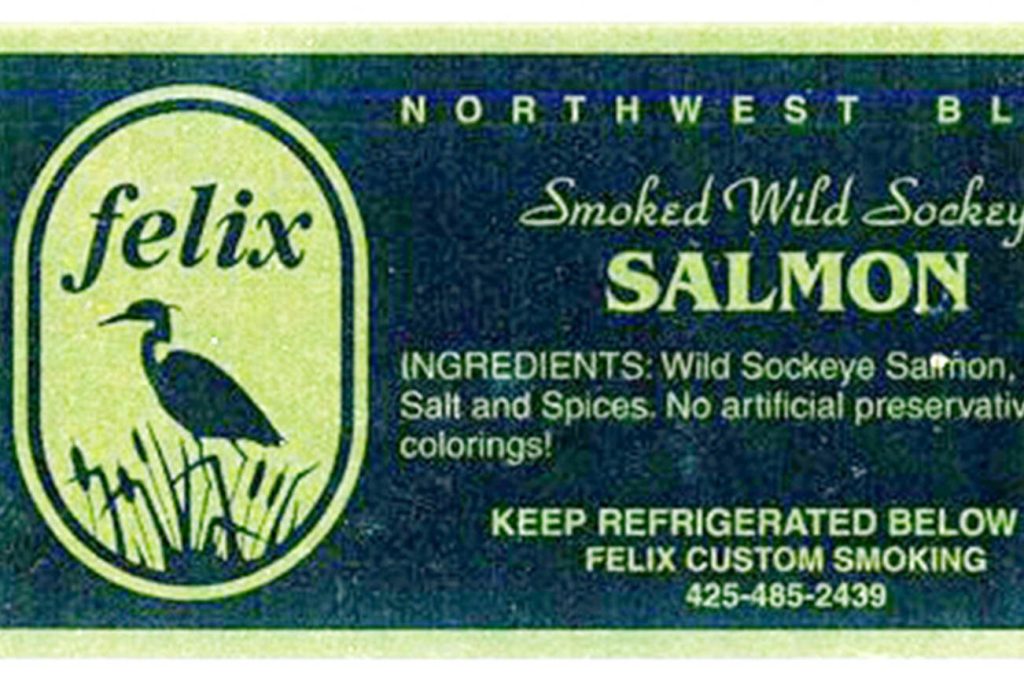 felix
NORTHWEST BL
Smoked Wild Sockey
SALMON
INGREDIENTS: Wild Sockeye Salmon,
Salt and Spices. No artificial preservativ
colorings!
KEEP REFRIGERATED BELOW
FELIX CUSTOM SMOKING
425-485-2439